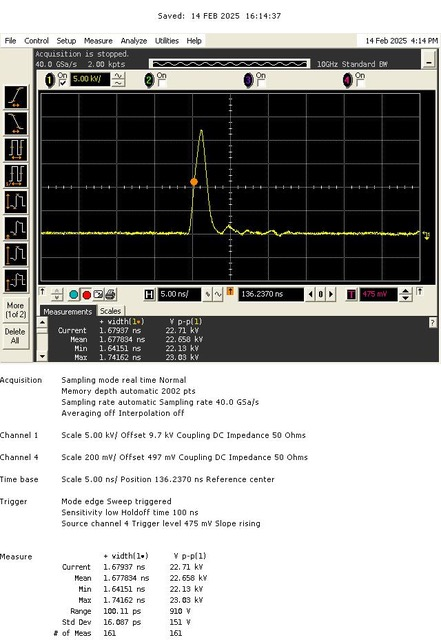 Saved: 14 FEB 2025 16:14:37
File Control Setup Measure Analyze Utilities Help 14 Feb 2025 4:14 PM
Acquisition is stopped.
40.0 GSa/s 2.00 kpts 10GHz Standard BW
1 On 5.00 kV/ 2 On 3 On 4 On
More
(1 of 2)
Delete
All
H 5.00 ns/ 136.2370 ns 0 T 475 mV
Measurements Scales
+ width(1) V p-p(1)
Current 1.67937 ns 22.71 kV
Mean 1.677834 ns 22.658 kV
Min 1.64151 ns 22.13 kV
Max 1.74162 ns 23.03 kV
?
Acquisition Sampling mode real time Normal
Memory depth automatic 2002 pts
Sampling rate automatic Sampling rate 40.0 GSa/s
Averaging off Interpolation off
Channel 1 Scale 5.00 kV/ Offset 9.7 kV Coupling DC Impedance 50 Ohms
Channel 4 Scale 200 mV/ Offset 497 mV Coupling DC Impedance 50 Ohms
Time base Scale 5.00 ns/ Position 136.2370 ns Reference center
Trigger Mode edge Sweep triggered
Sensitivity low Holdoff time 100 ns
Source channel 4 Trigger level 475 mV Slope rising
Measure + width(1) V p-p(1)
Current 1.67937 ns 22.71 kV
Mean 1.677834 ns 22.658 kV
Min 1.64151 ns 22.13 kV
Max 1.74162 ns 23.03 kV
Range 100.11 ps 910 V
Std Dev 16.087 ps 151 V
# of Meas 161 161